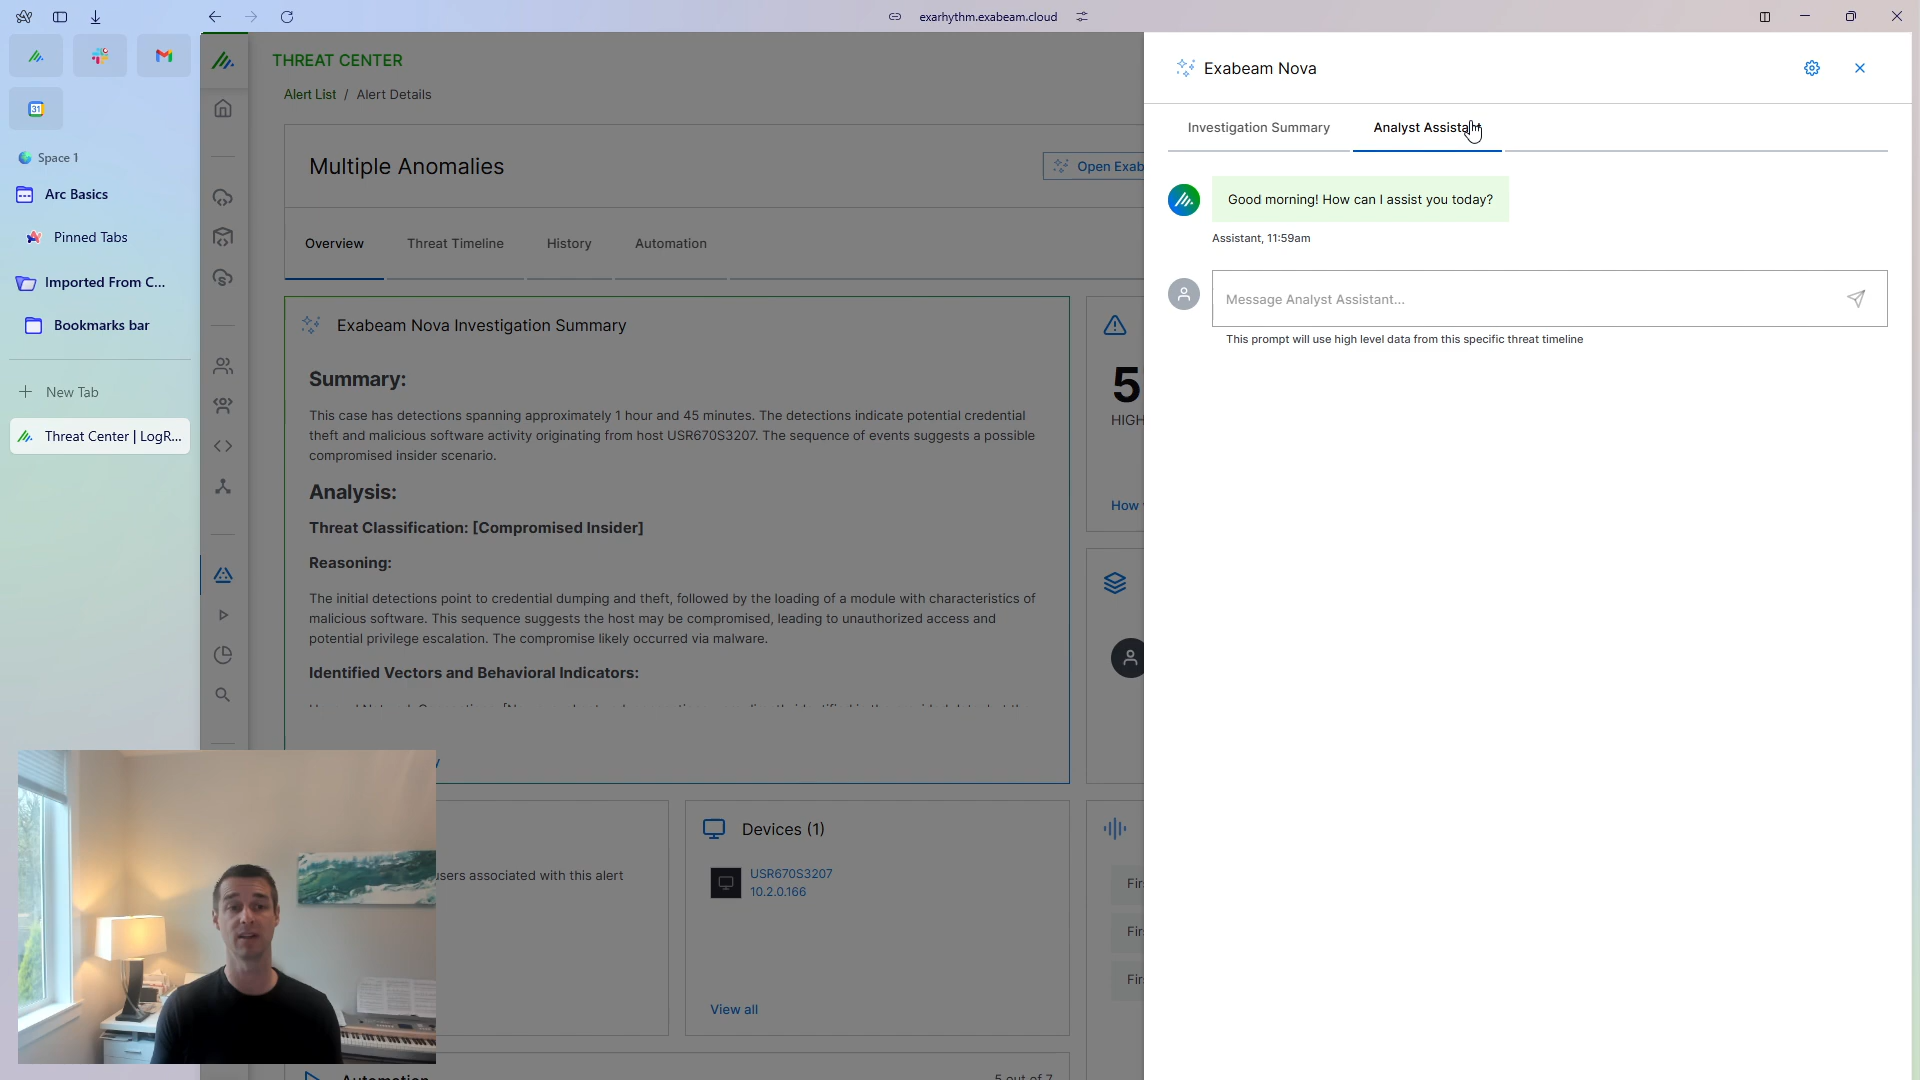 exarhythm.exabeam.cloud
31
Space 1
Arc Basics
Pinned Tabs
Imported From C...
Bookmarks bar
New Tab
Threat Center | LogR...
THREAT CENTER
Alert List / Alert Details
Multiple Anomalies
Open Exab
Overview
Threat Timeline
History
Automation
Exabeam Nova Investigation Summary
Summary:
This case has detections spanning approximately 1 hour and 45 minutes. The detections indicate potential credential
theft and malicious software activity originating from host USR670S3207. The sequence of events suggests a possible
compromised insider scenario.
Analysis:
Threat Classification: [Compromised Insider]
Reasoning:
The initial detections point to credential dumping and theft, followed by the loading of a module with characteristics of
malicious software. This sequence suggests the host may be compromised, leading to unauthorized access and
potential privilege escalation. The compromise likely occurred via malware.
Identified Vectors and Behavioral Indicators:
5
HIGH
How
users associated with this alert
Devices (1)
USR670S3207
10.2.0.166
View all
Fir
Fir
Fir
Automation
5 out of 7
Exabeam Nova
Investigation Summary
Analyst Assistant
Good morning! How can I assist you today?
Assistant, 11:59am
Message Analyst Assistant...
This prompt will use high level data from this specific threat timeline